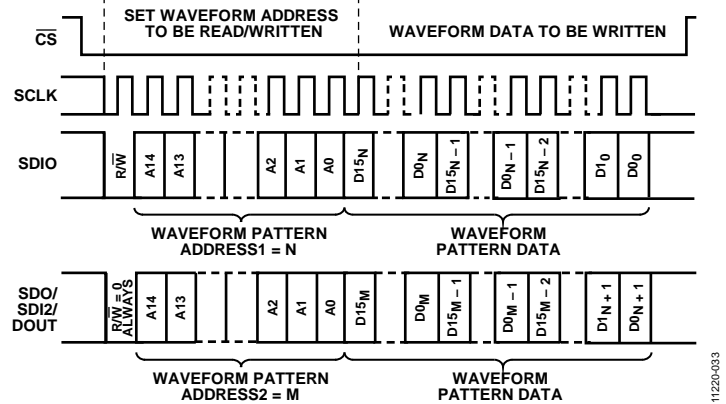 SET WAVEFORM ADDRESS
TO BE READ/WRITTEN
WAVEFORM DATA TO BE WRITTEN
CS
SCLK
SDIO
R/W
A14
A13
A2
A1
A0
D15N
D0N
D15N – 1
D0N – 1
D15N – 2
D10
D00
WAVEFORM PATTERN
ADDRESS1 = N
WAVEFORM
PATTERN DATA
SDO/
SDI2/
DOUT
R/W = 0
ALWAYS
A14
A13
A2
A1
A0
D15M
D0M
D15M – 1
D0M – 1
D15M – 2
D1N + 1
D0N + 1
WAVEFORM PATTERN
ADDRESS2 = M
WAVEFORM
PATTERN DATA
11220-033